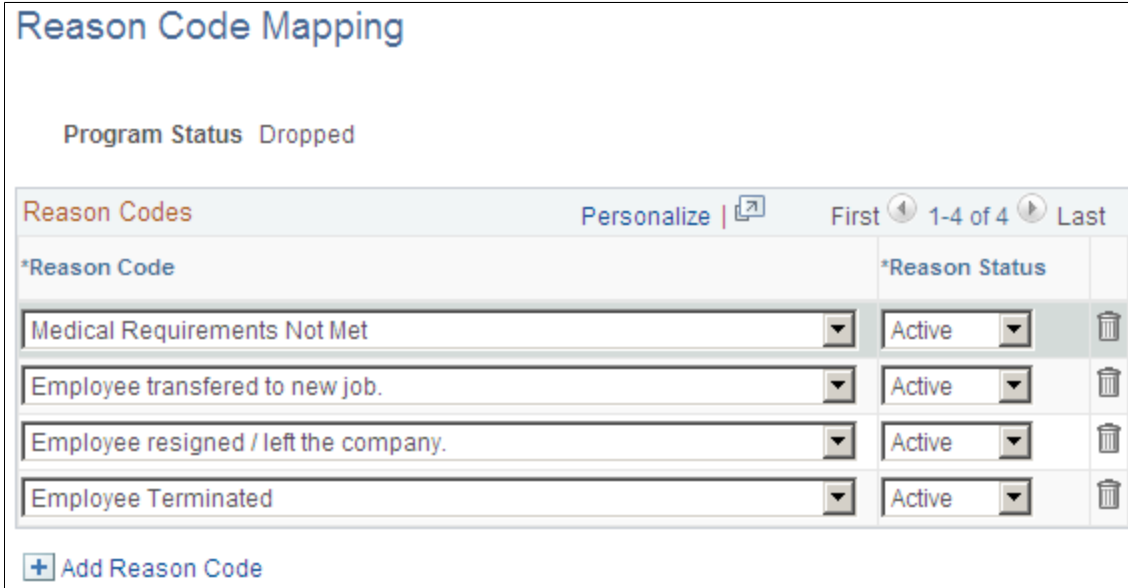 Reason Code Mapping
Program Status Dropped
Reason Codes Personalize | First 1-4 of 4 Last
*Reason Code *Reason Status
Medical Requirements Not Met Active
Employee transfered to new job. Active
Employee resigned / left the company. Active
Employee Terminated Active
+ Add Reason Code